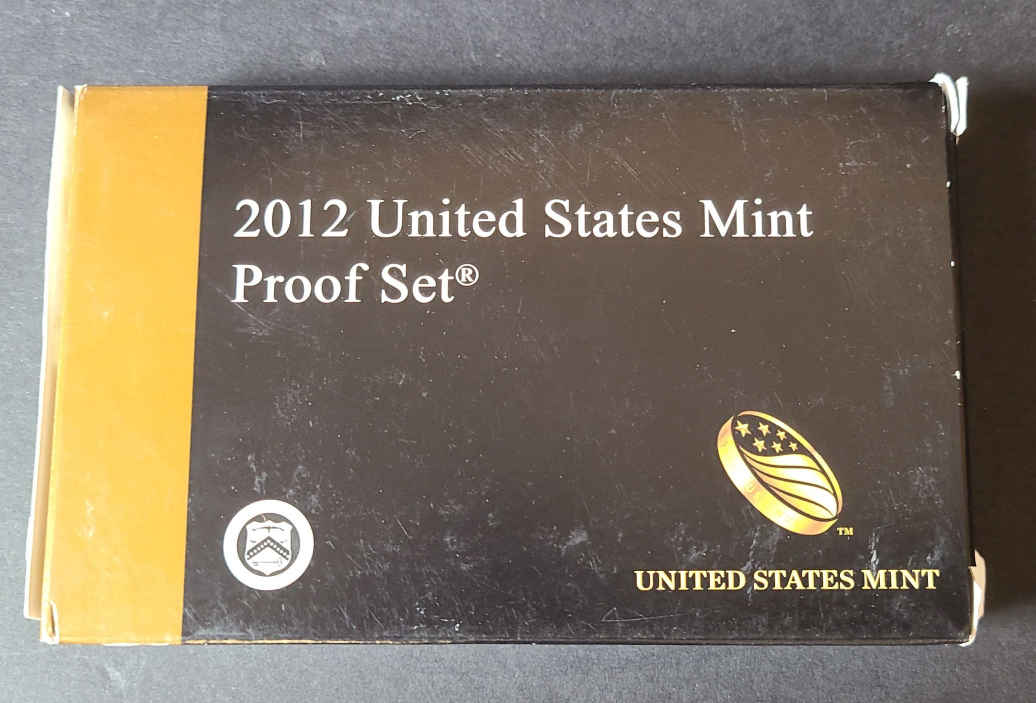 2012 United States Mint
Proof Set®
™
UNITED STATES MINT